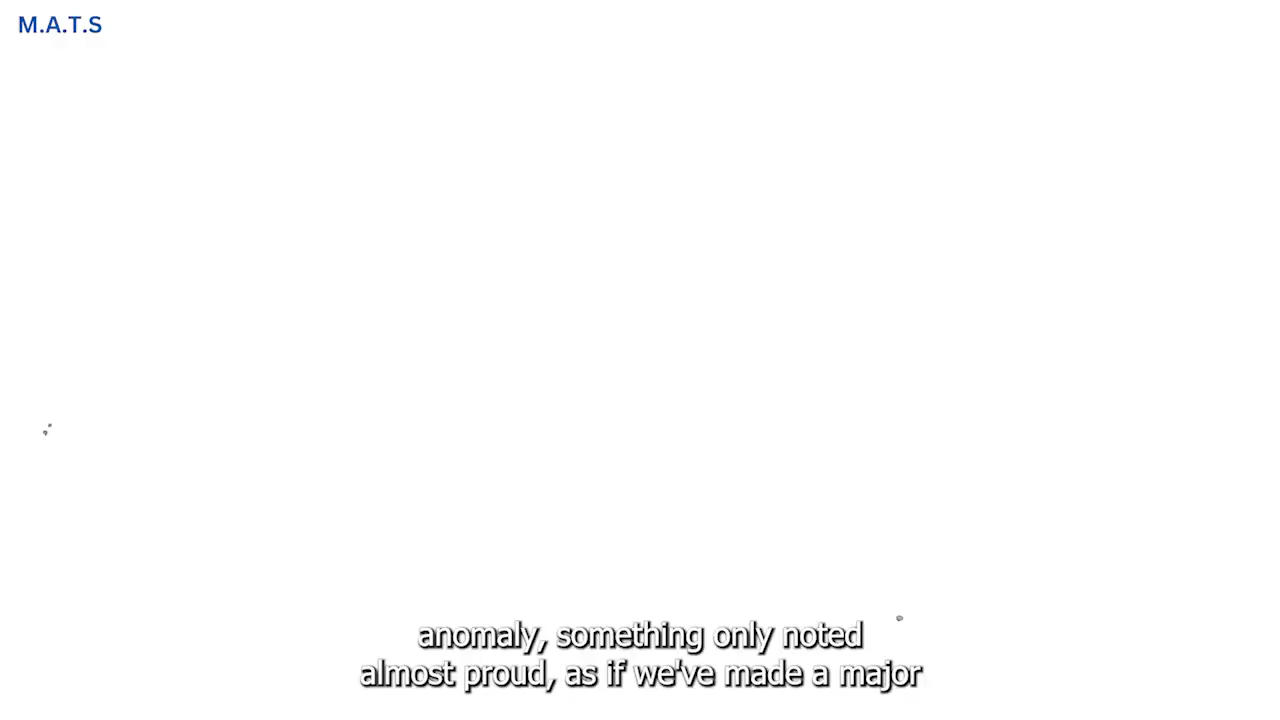 M.A.T.S
anomaly, something only noted
almost proud, as if we've made a major